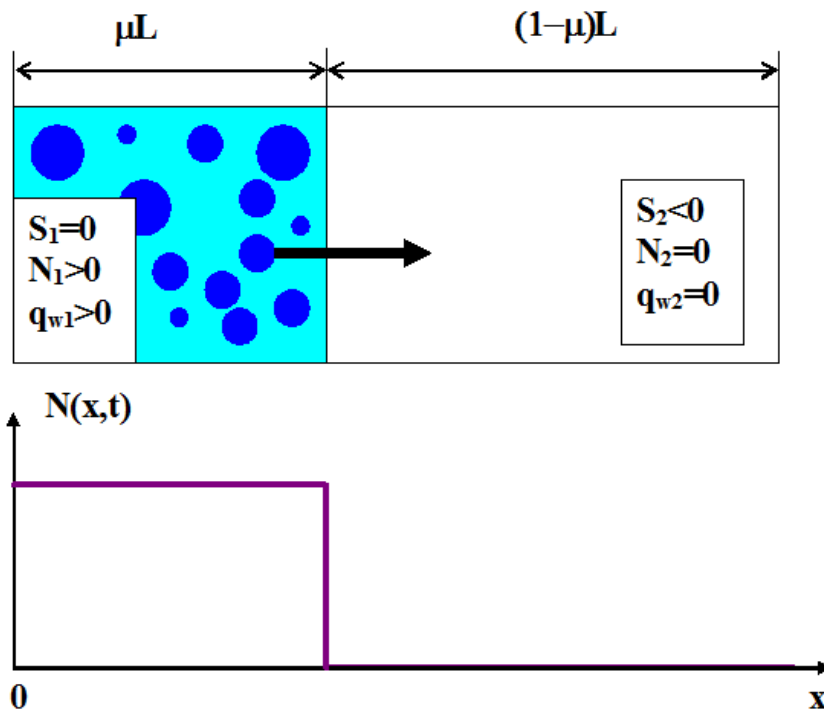 μL
(1−μ)L
S₁=0
N₁>0
q_w1>0
S₂<0
N₂=0
q_w2=0
N(x,t)
0
x